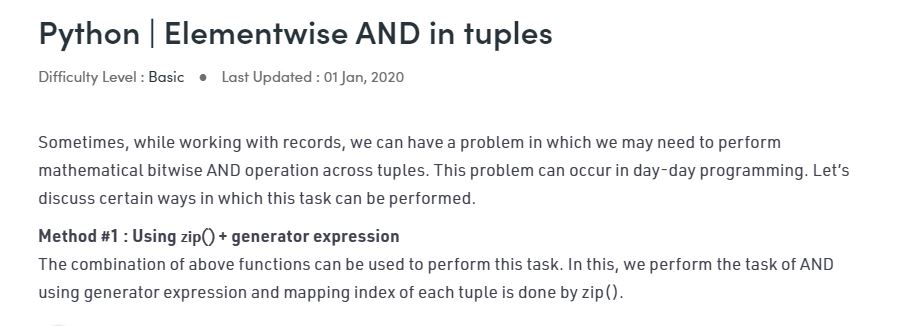 Python | Elementwise AND in tuples
Difficulty Level : Basic ● Last Updated : 01 Jan, 2020
Sometimes, while working with records, we can have a problem in which we may need to perform
mathematical bitwise AND operation across tuples. This problem can occur in day-day programming. Let’s
discuss certain ways in which this task can be performed.
Method #1 : Using zip() + generator expression
The combination of above functions can be used to perform this task. In this, we perform the task of AND
using generator expression and mapping index of each tuple is done by zip().